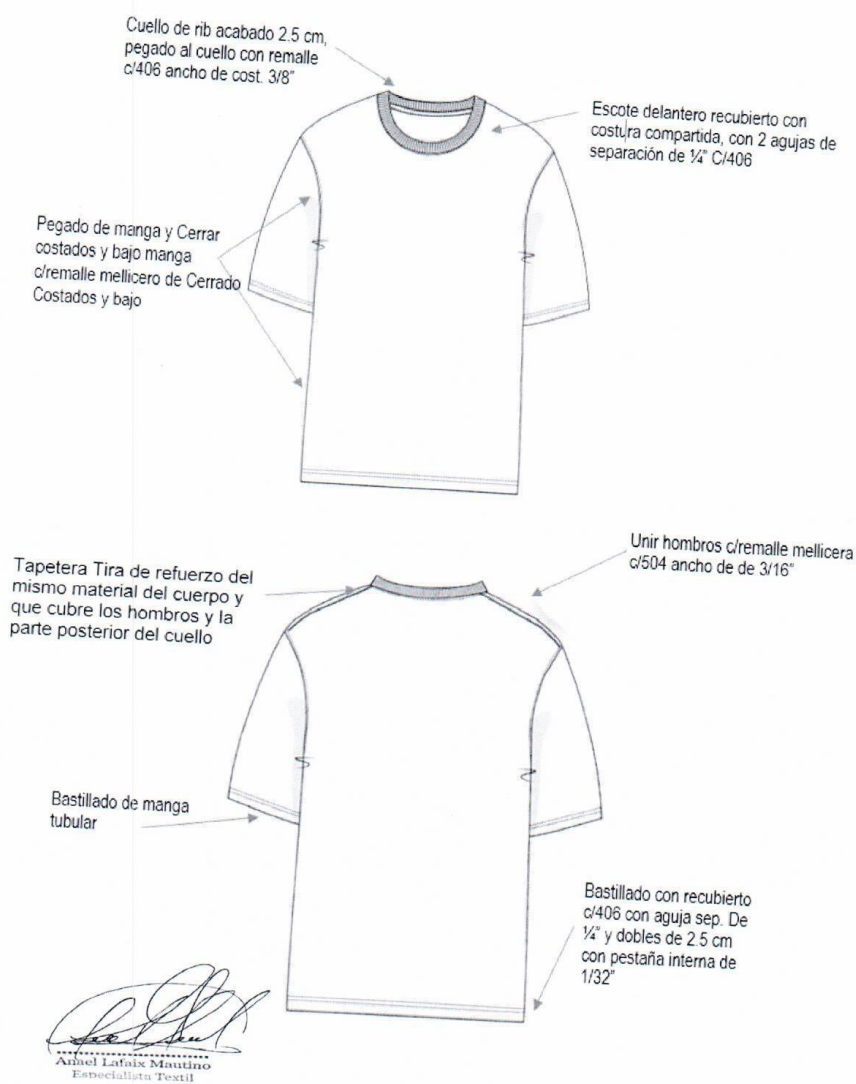 Cuello de rib acabado 2.5 cm,
pegado al cuello con remalle
c/406 ancho de cost. 3/8”
Escote delantero recubierto con
costura compartida, con 2 agujas de
separación de ¼” C/406
Pegado de manga y Cerrar
costados y bajo manga
c/remalle mellicero de Cerrado
Costados y bajo
Unir hombros c/remalle mellicera
c/504 ancho de de 3/16”
Tapetera Tira de refuerzo del
mismo material del cuerpo y
que cubre los hombros y la
parte posterior del cuello
Bastillado de manga
tubular
Bastillado con recubierto
c/406 con aguja sep. De
¼” y dobles de 2.5 cm
con pestaña interna de
1/32”
Anael Lafaix Mautino
Especialista Textil